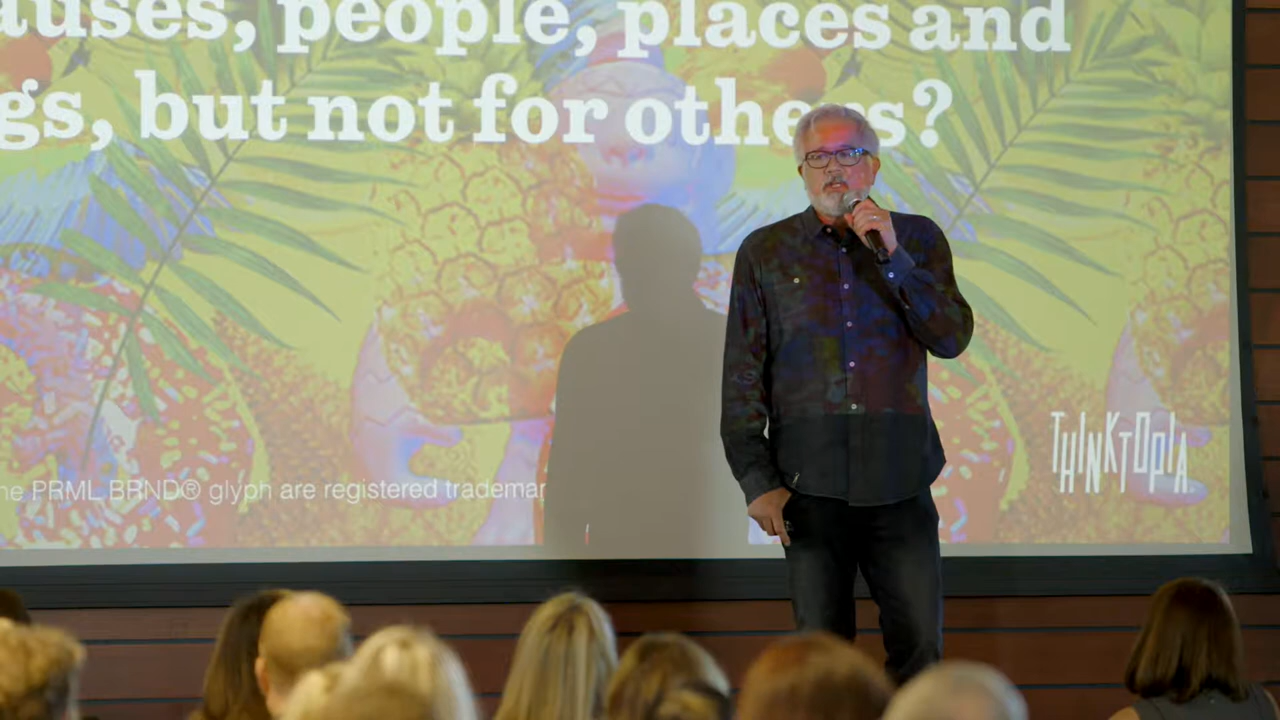 auses, people, places and
gs, but not for others?
THINKTOPIA
he PRML BRND® glyph are registered trademar